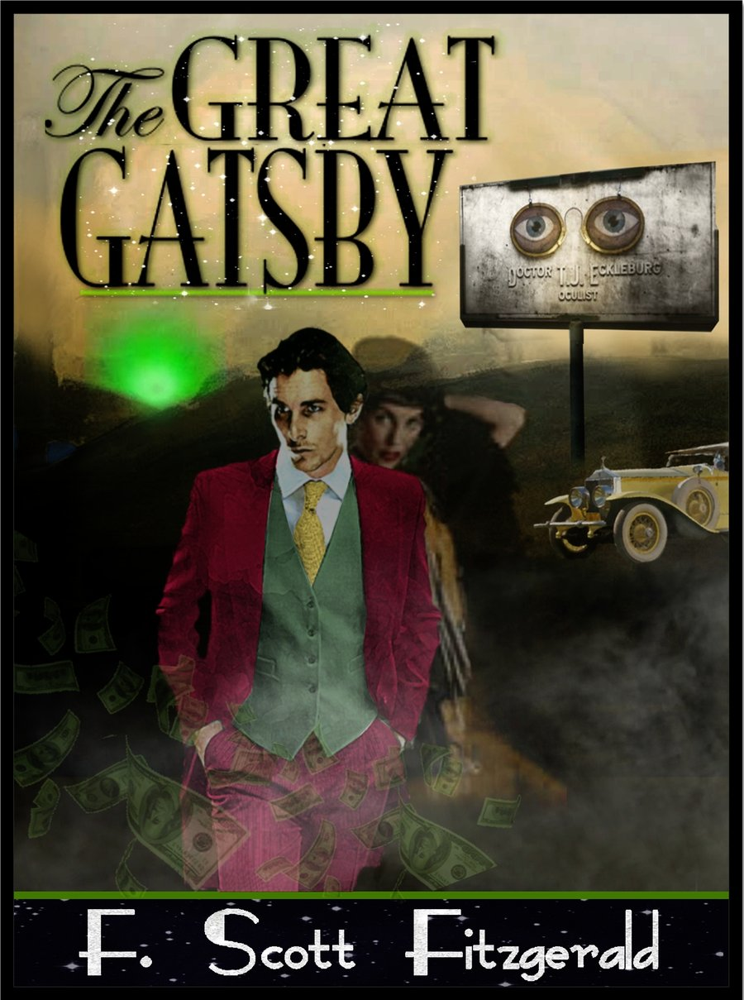 The GREAT
GATSBY
DOCTOR T.J. ECKLEBURG
OCULIST
F. Scott Fitzgerald